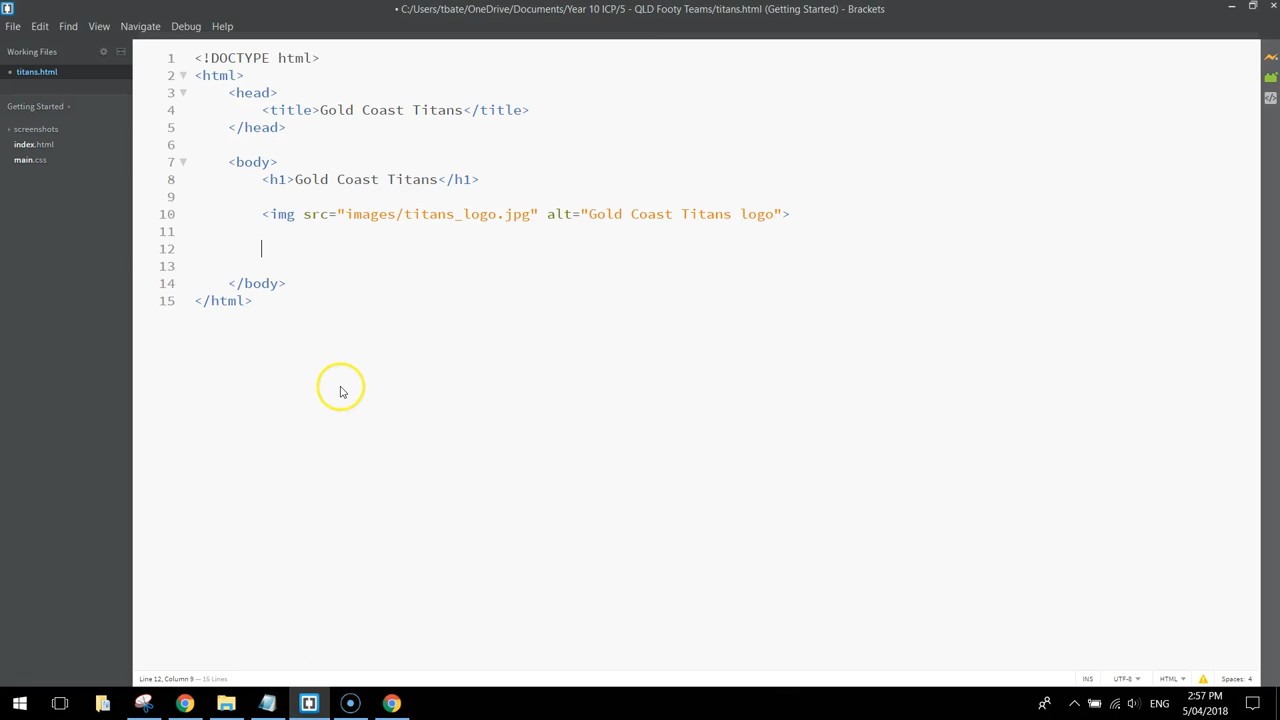 • C:/Users/tbate/OneDrive/Documents/Year 10 ICP/5 - QLD Footy Teams/titans.html (Getting Started) - Brackets
File Edit Find View Navigate Debug Help
Working Files
• titans.html
Getting Started
screenshots
index.html
main.css
1 <!DOCTYPE html>
2 <html>
3 <head>
4 <title>Gold Coast Titans</title>
5 </head>
6
7 <body>
8 <h1>Gold Coast Titans</h1>
9
10 <img src="images/titans_logo.jpg" alt="Gold Coast Titans logo">
11
12
13
14 </body>
15 </html>
Line 12, Column 9 — 15 Lines
INS UTF-8 HTML Spaces: 4
ENG
2:57 PM
5/04/2018